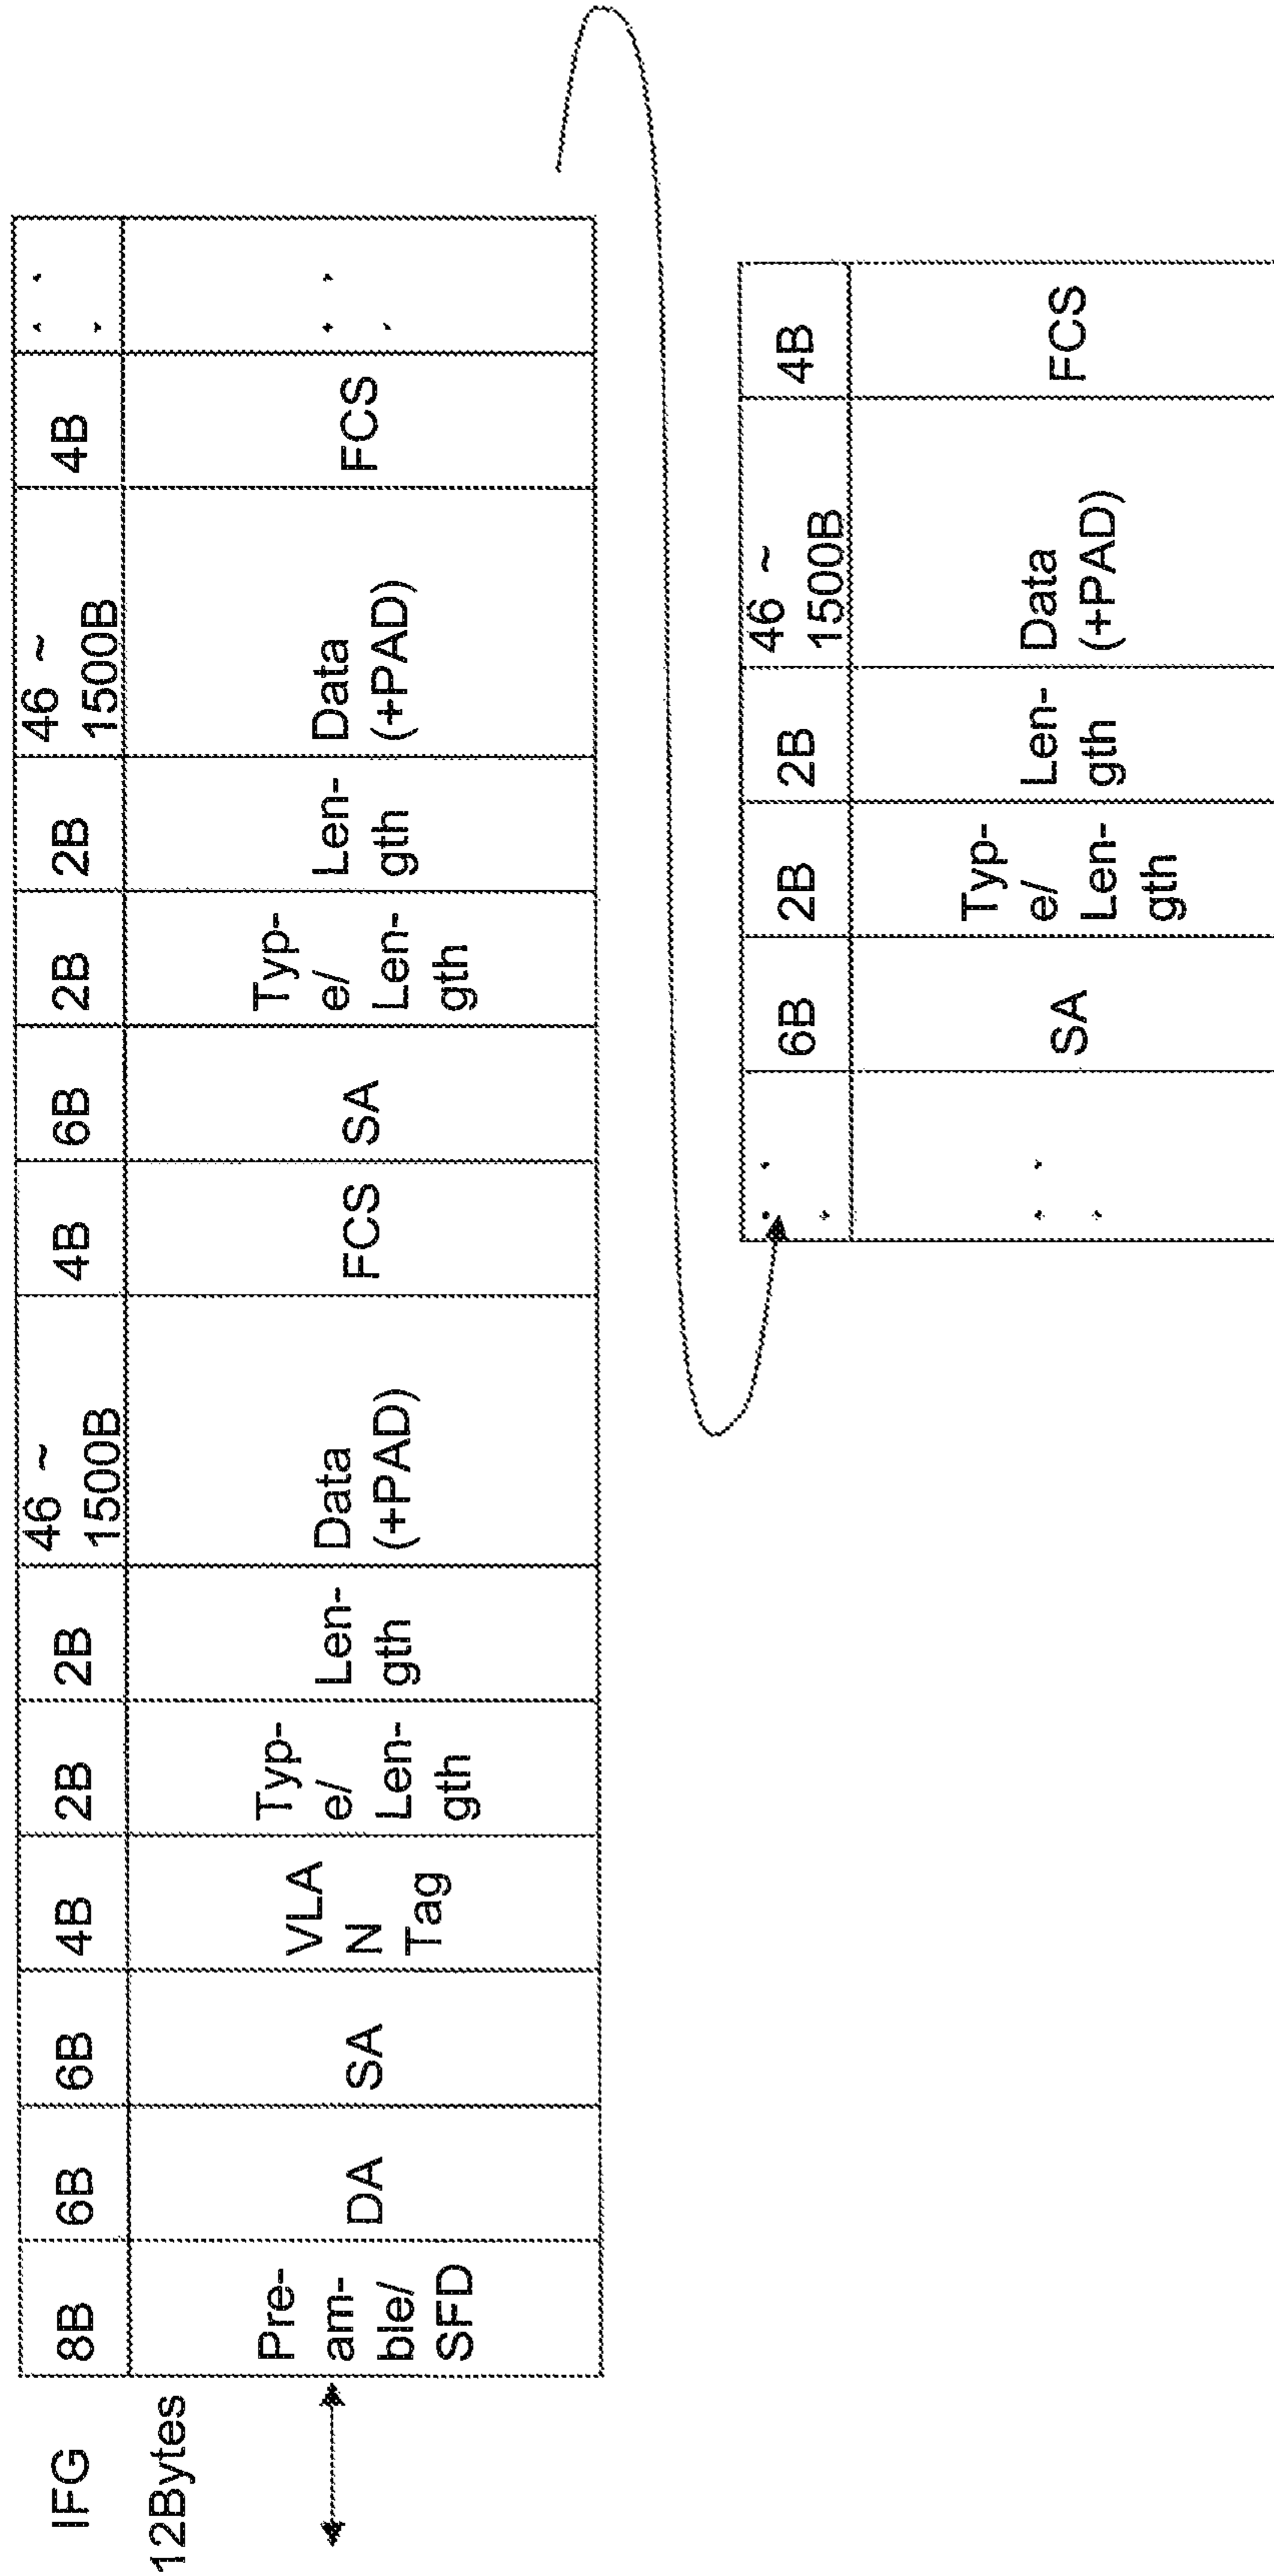 IFG
12Bytes
8B 6B 6B 4B 2B 2B 46 ~ 1500B 4B 6B 2B 2B 46 ~ 1500B 4B . . .
Pre-
am-
ble/
SFD
DA
SA
VLA
N
Tag
Typ-
e/
Len-
gth
Len-
gth
Data
(+PAD)
FCS
SA
Typ-
e/
Len-
gth
Len-
gth
Data
(+PAD)
FCS
. . .
. . . 6B 2B 2B 46 ~ 1500B 4B
. . .
SA
Typ-
e/
Len-
gth
Len-
gth
Data
(+PAD)
FCS